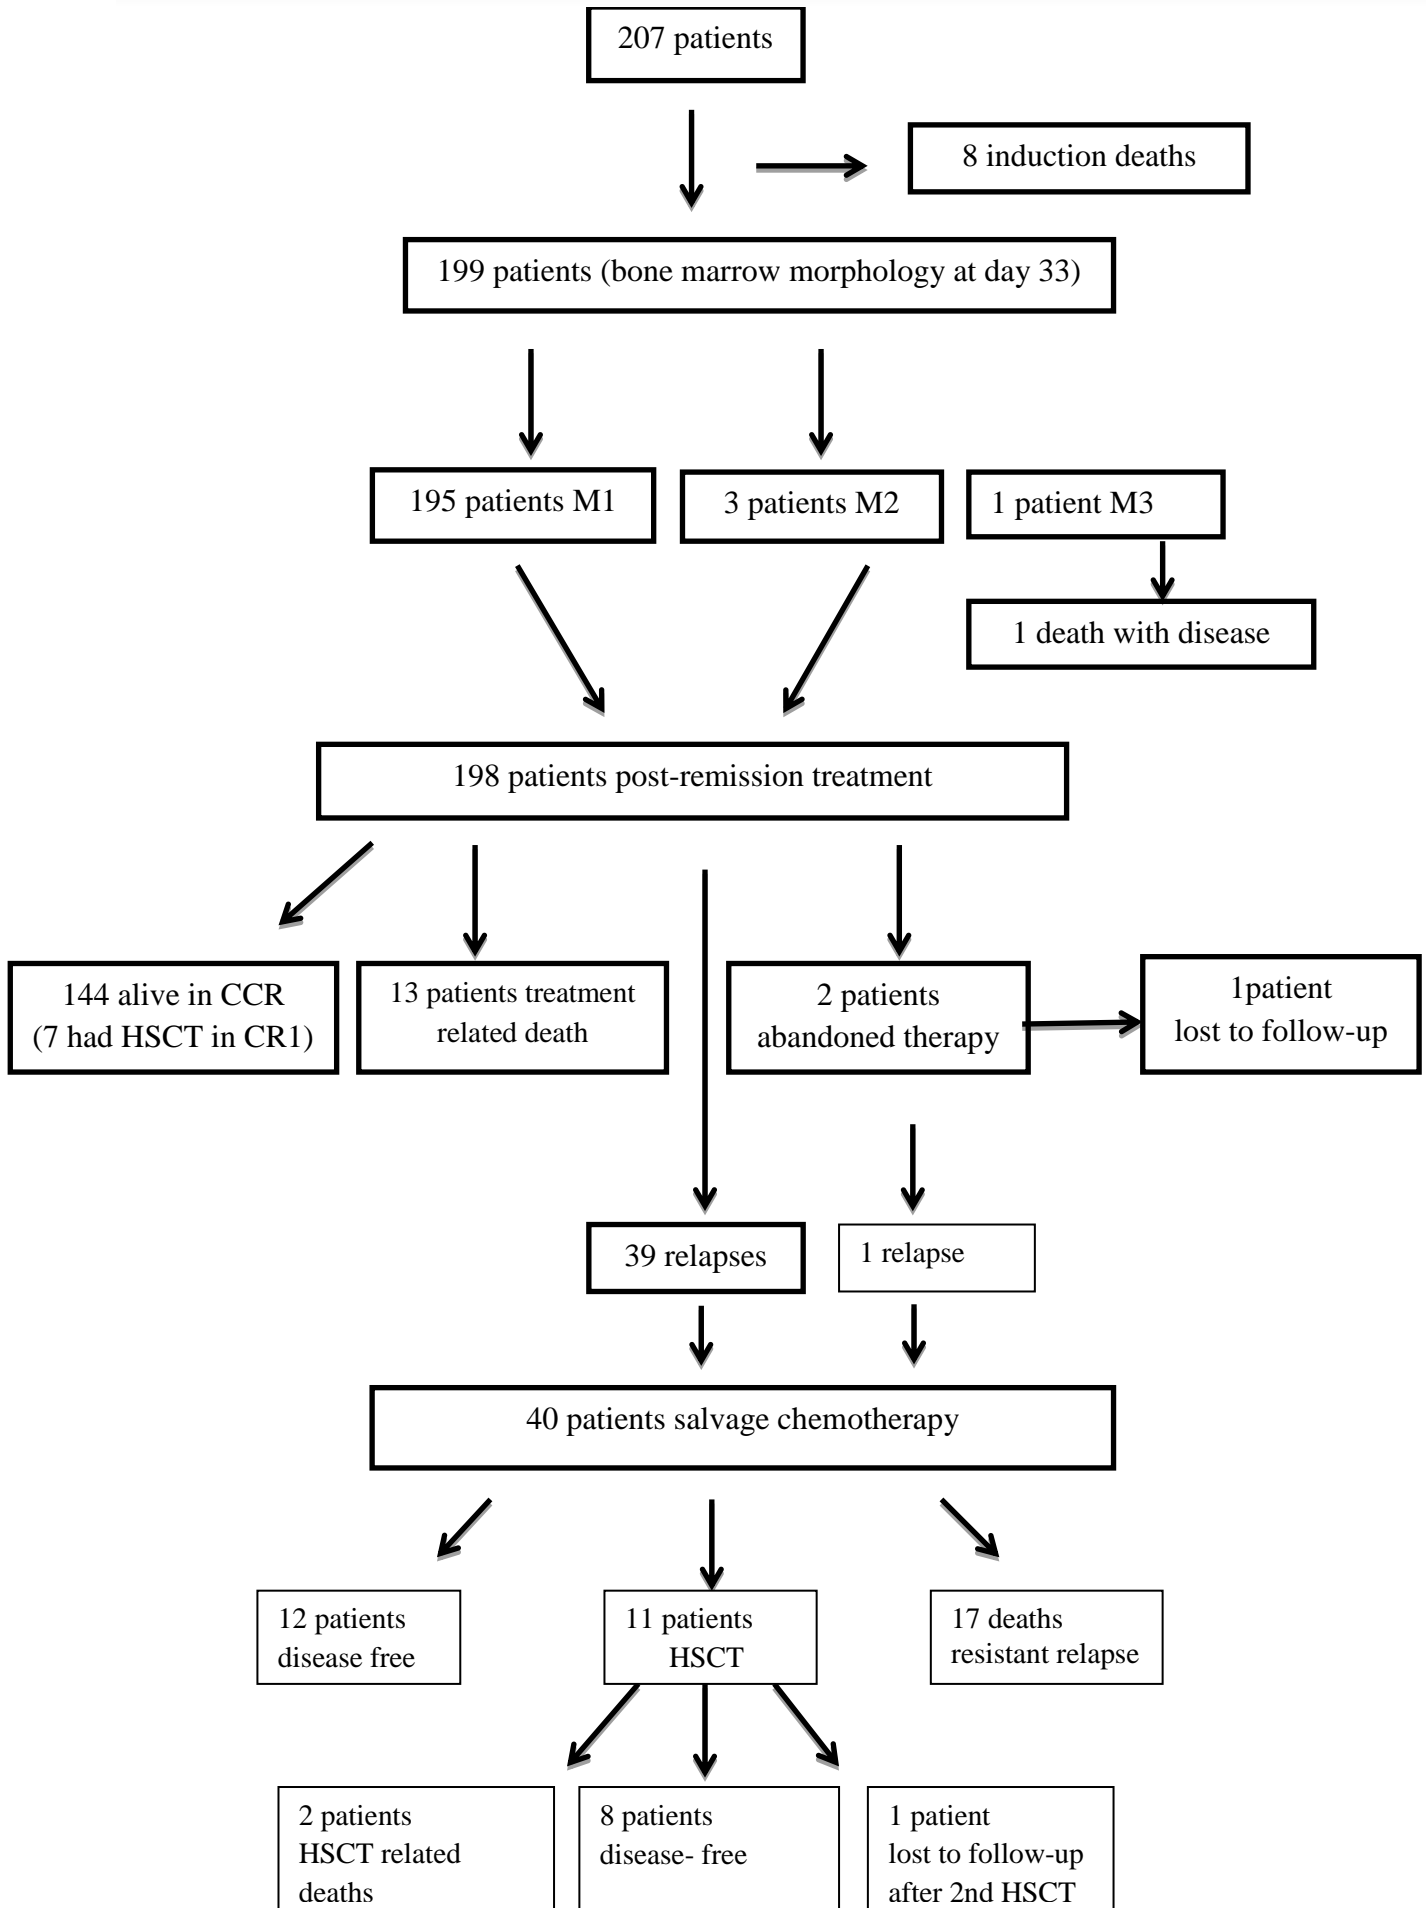 207 patients
8 induction deaths
199 patients (bone marrow morphology at day 33)
195 patients M1
3 patients M2
1 patient M3
1 death with disease
198 patients post-remission treatment
144 alive in CCR
(7 had HSCT in CR1)
13 patients treatment
related death
2 patients
abandoned therapy
1patient
lost to follow-up
39 relapses
1 relapse
40 patients salvage chemotherapy
12 patients
disease free
11 patients
HSCT
17 deaths
resistant relapse
2 patients
HSCT related
deaths
8 patients
disease- free
1 patient
lost to follow-up
after 2nd HSCT